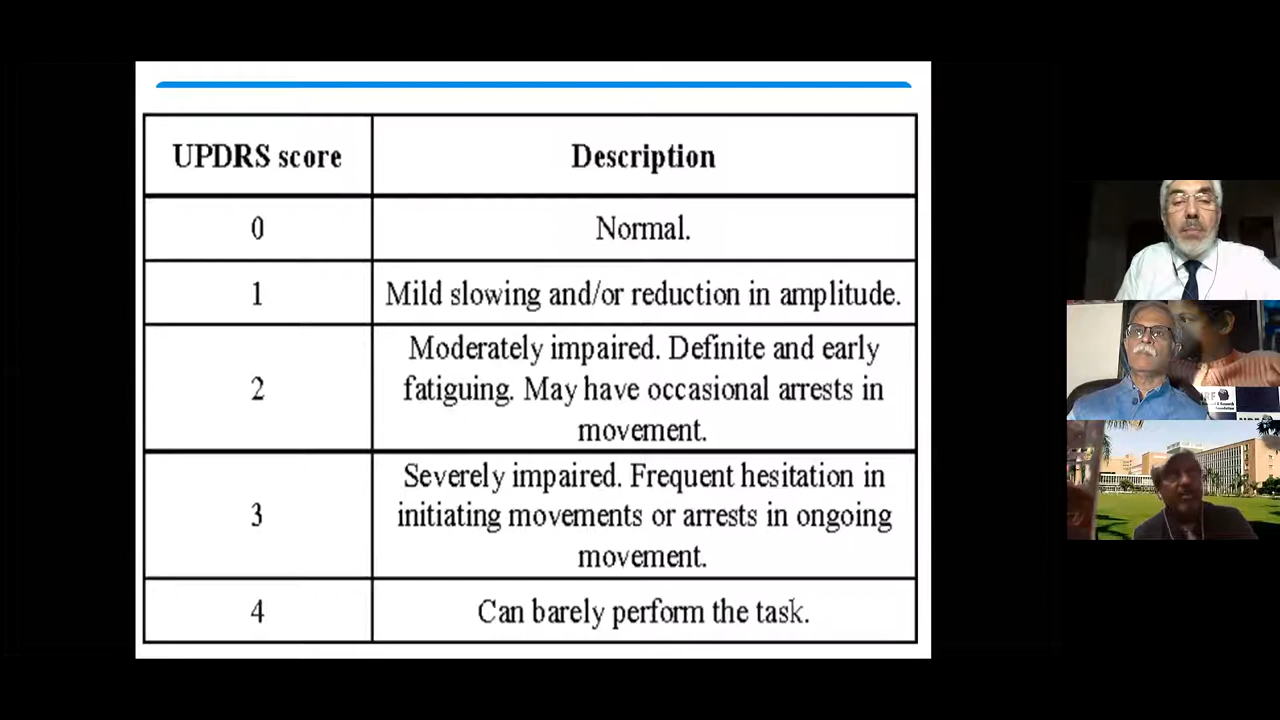 UPDRS score Description
0 Normal.
1 Mild slowing and/or reduction in amplitude.
Moderately impaired. Definite and early
2 fatiguing. May have occasional arrests in
movement.
Severely impaired. Frequent hesitation in
3 initiating movements or arrests in ongoing
movement.
4 Can barely perform the task.